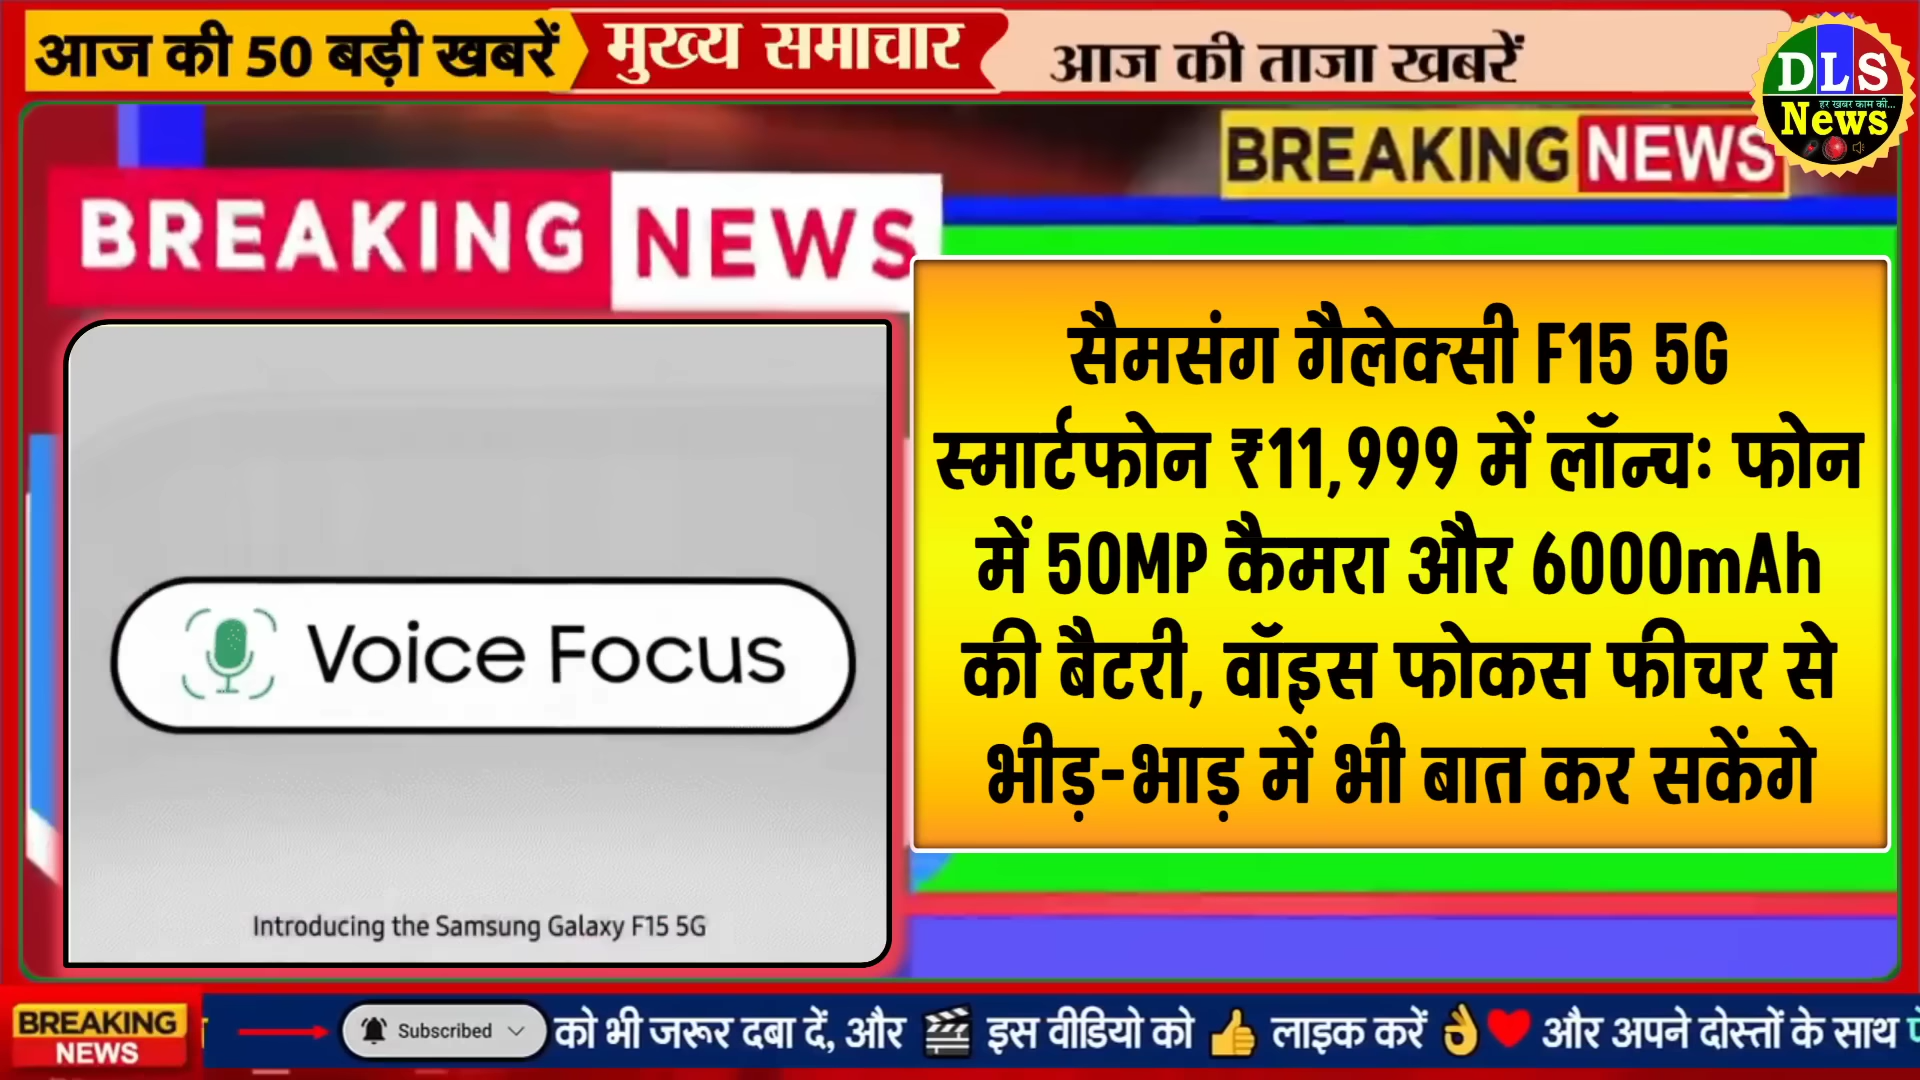 आज की 50 बड़ी खबरें
मुख्य समाचार
आज की ताजा खबरें
DLS
हर खबर काम की...
News
BREAKING NEWS
BREAKING NEWS
सैमसंग गैलेक्सी F15 5G
स्मार्टफोन ₹11,999 में लॉन्चः फोन
में 50MP कैमरा और 6000mAh
की बैटरी, वॉइस फोकस फीचर से
भीड़-भाड़ में भी बात कर सकेंगे
Voice Focus
Introducing the Samsung Galaxy F15 5G
BREAKING
NEWS
Subscribed को भी जरूर दबा दें, और इस वीडियो को लाइक करें और अपने दोस्तों के साथ